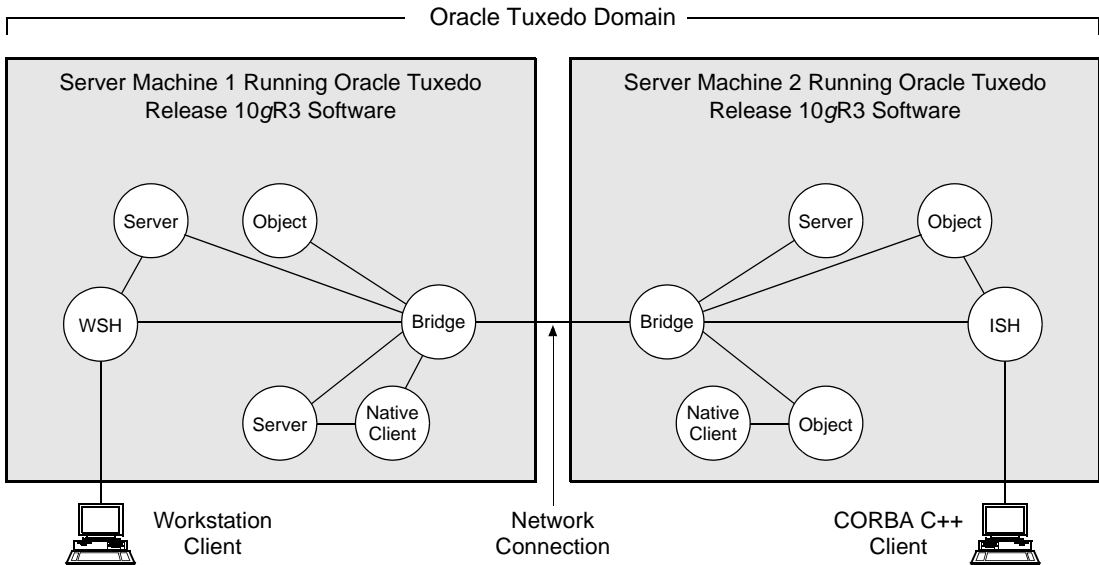 Oracle Tuxedo Domain
Server Machine 1 Running Oracle Tuxedo
Release 10gR3 Software
Server
Object
WSH
Bridge
Server
Native
Client
Server Machine 2 Running Oracle Tuxedo
Release 10gR3 Software
Server
Object
Bridge
ISH
Native
Client
Object
Workstation
Client
Network
Connection
CORBA C++
Client